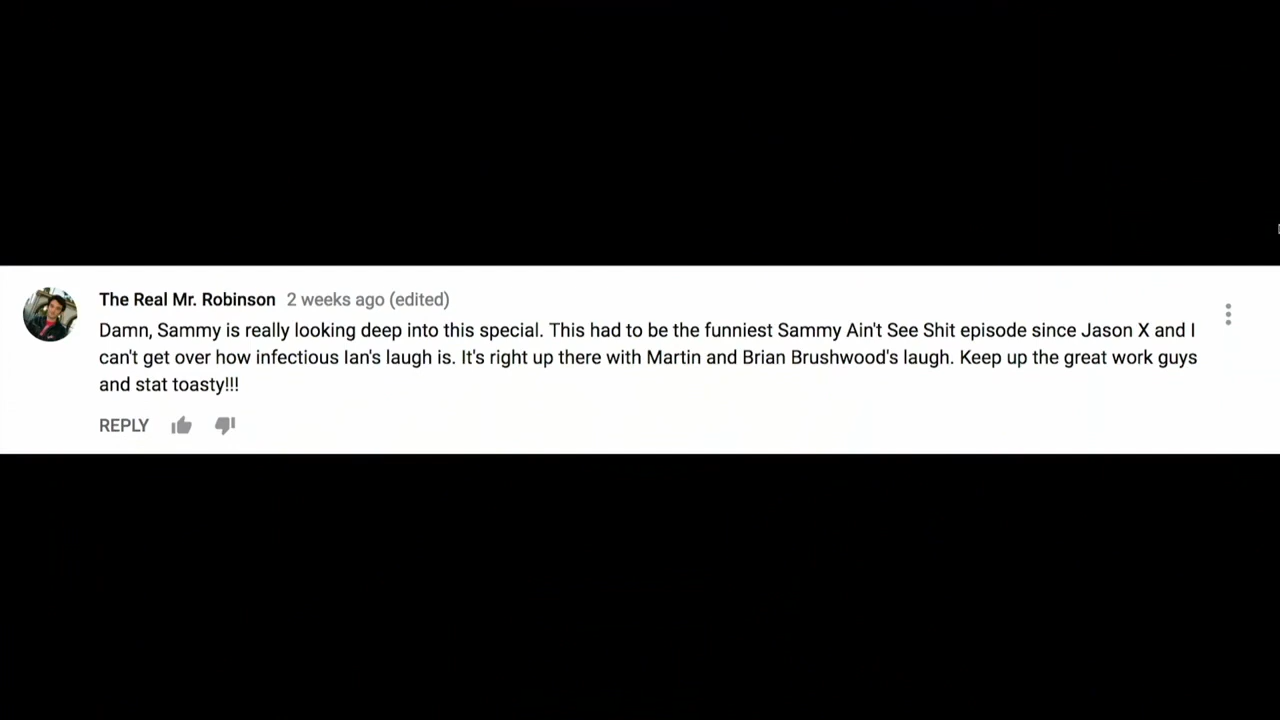 The Real Mr. Robinson 2 weeks ago (edited)
Damn, Sammy is really looking deep into this special. This had to be the funniest Sammy Ain't See Shit episode since Jason X and I
can't get over how infectious Ian's laugh is. It's right up there with Martin and Brian Brushwood's laugh. Keep up the great work guys
and stat toasty!!!
REPLY